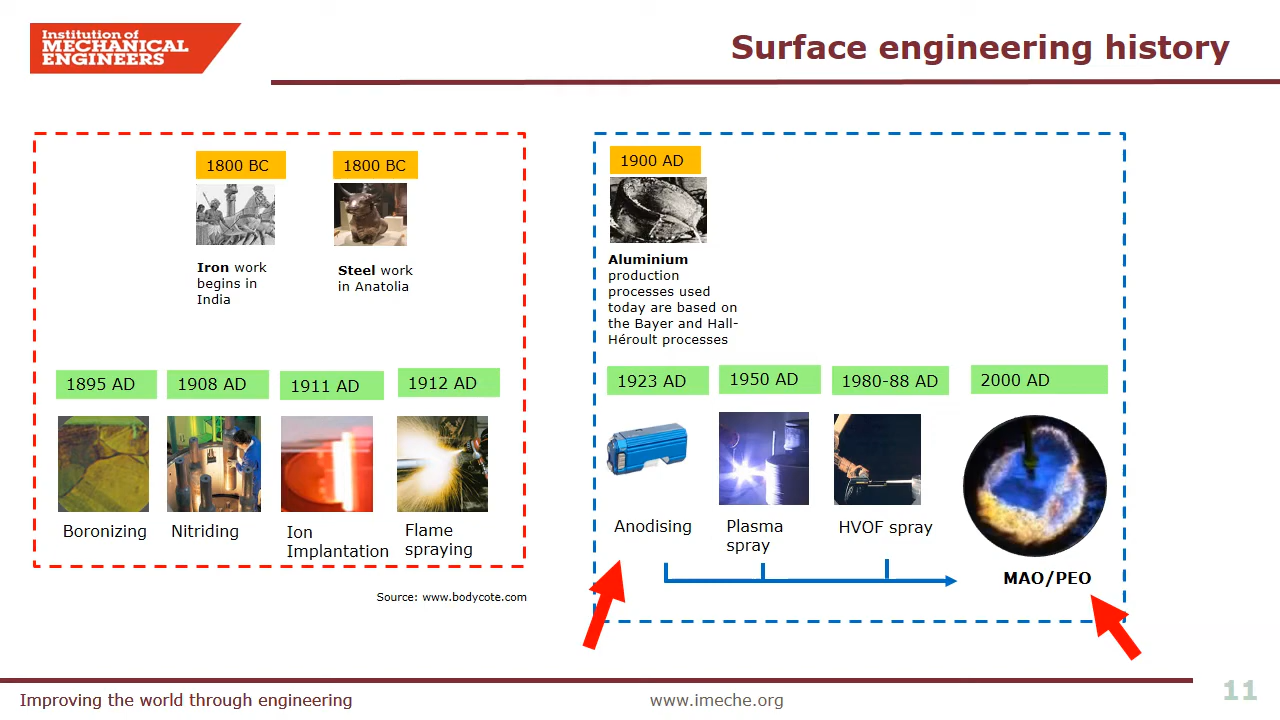 Institution of
MECHANICAL
ENGINEERS
Surface engineering history
1800 BC
1800 BC
Iron work
begins in
India
Steel work
in Anatolia
1895 AD
1908 AD
1911 AD
1912 AD
Boronizing
Nitriding
Ion
Implantation
Flame
spraying
Source: www.bodycote.com
1900 AD
Aluminium
production
processes used
today are based on
the Bayer and Hall-
Héroult processes
1923 AD
1950 AD
1980-88 AD
2000 AD
Anodising
Plasma
spray
HVOF spray
MAO/PEO
Improving the world through engineering
www.imeche.org
11